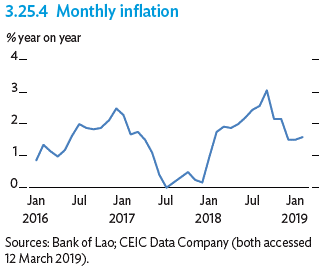 3.25.4 Monthly inflation
% year on year
4
3
2
1
0
Jan Jul Jan Jul Jan Jul Jan
2016 2017 2018 2019
Sources: Bank of Lao; CEIC Data Company (both accessed
12 March 2019).